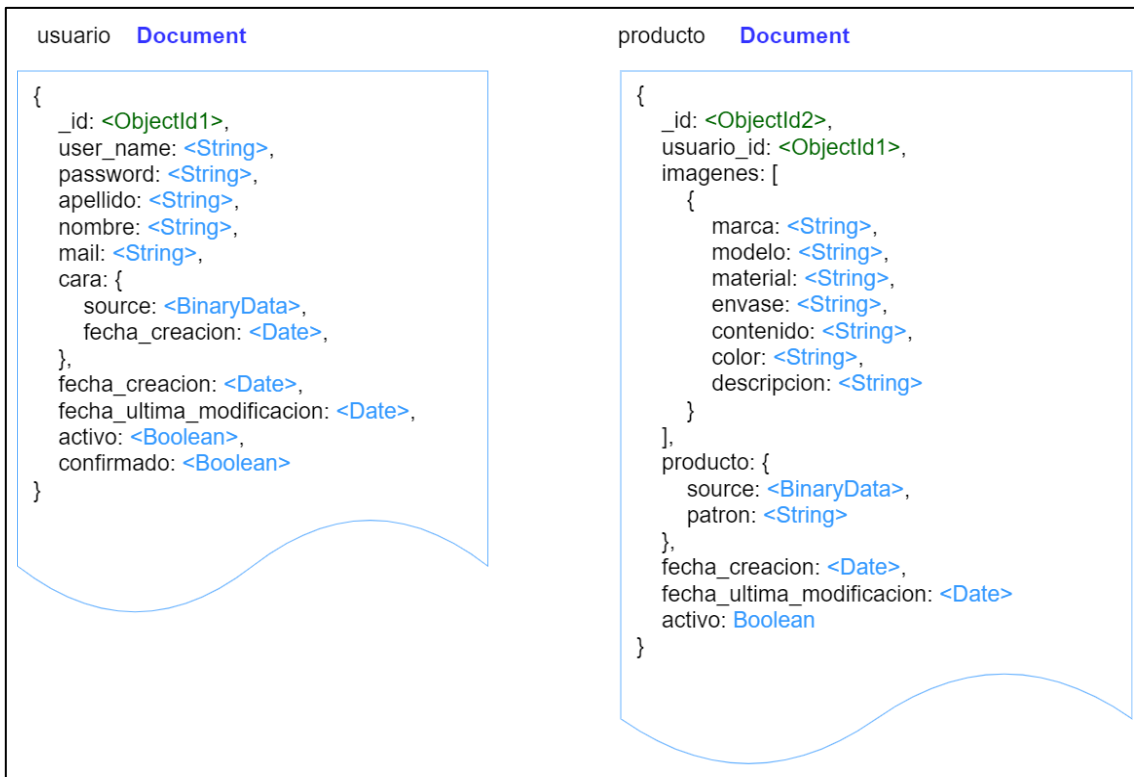 usuario Document
{
_id: <ObjectId1>,
user_name: <String>,
password: <String>,
apellido: <String>,
nombre: <String>,
mail: <String>,
cara: {
source: <BinaryData>,
fecha_creacion: <Date>,
},
fecha_creacion: <Date>,
fecha_ultima_modificacion: <Date>,
activo: <Boolean>,
confirmado: <Boolean>
}
producto Document
{
_id: <ObjectId2>,
usuario_id: <ObjectId1>,
imagenes: [
{
marca: <String>,
modelo: <String>,
material: <String>,
envase: <String>,
contenido: <String>,
color: <String>,
descripcion: <String>
}
],
producto: {
source: <BinaryData>,
patron: <String>
},
fecha_creacion: <Date>,
fecha_ultima_modificacion: <Date>
activo: Boolean
}